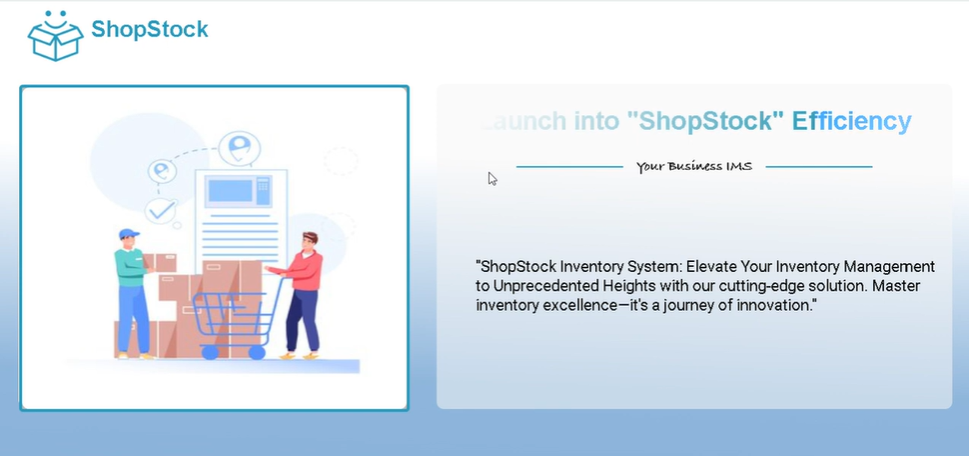 ShopStock
Launch into "ShopStock" Efficiency
Your Business IMS
"ShopStock Inventory System: Elevate Your Inventory Management
to Unprecedented Heights with our cutting-edge solution. Master
inventory excellence—it's a journey of innovation."